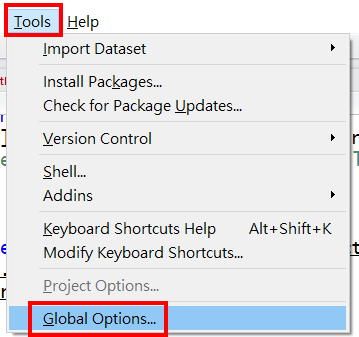 Tools Help
Import Dataset
Install Packages...
Check for Package Updates...
Version Control
Shell...
Addins
Keyboard Shortcuts Help Alt+Shift+K
Modify Keyboard Shortcuts...
Project Options...
Global Options...